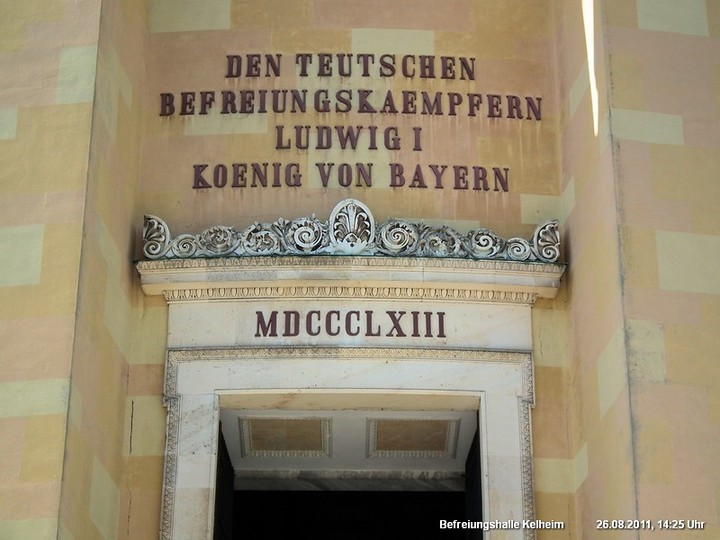 DEN TEUTSCHEN
BEFREIUNGSKAEMPFERN
LUDWIG I
KOENIG VON BAYERN
MDCCCLXIII
Befreiungshalle Kelheim 26.08.2011, 14:25 Uhr